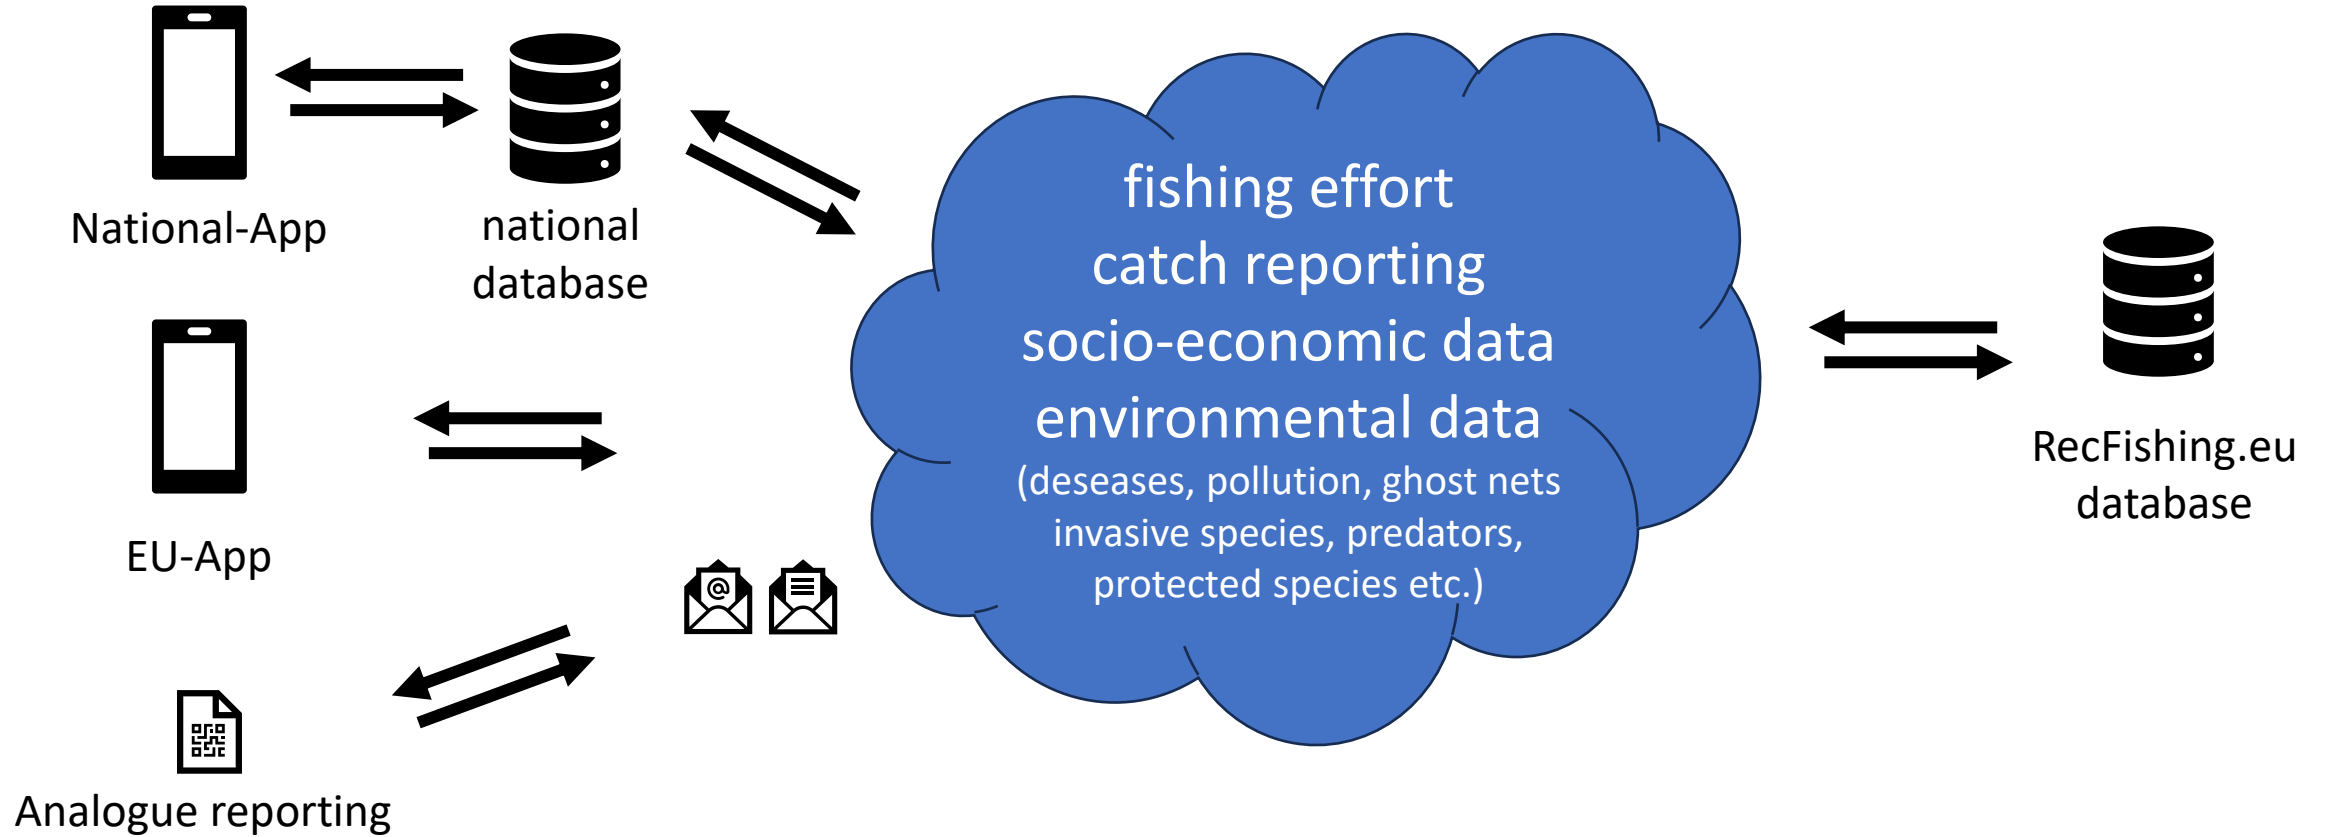 National-App
national
database
EU-App
@
Analogue reporting
fishing effort
catch reporting
socio-economic data
environmental data
(deseases, pollution, ghost nets
invasive species, predators,
protected species etc.)
RecFishing.eu
database